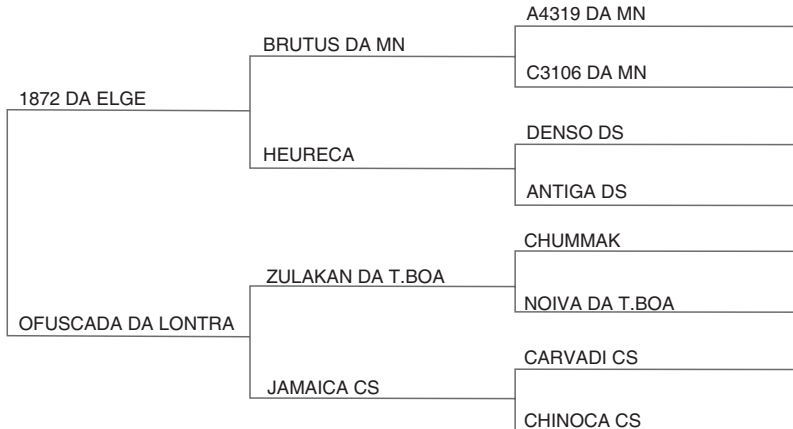 A4319 DA MN
BRUTUS DA MN
C3106 DA MN
1872 DA ELGE
DENSO DS
HEURECA
ANTIGA DS
CHUMMAK
ZULAKAN DA T.BOA
NOIVA DA T.BOA
OFUSCADA DA LONTRA
CARVADI CS
JAMAICA CS
CHINOCA CS